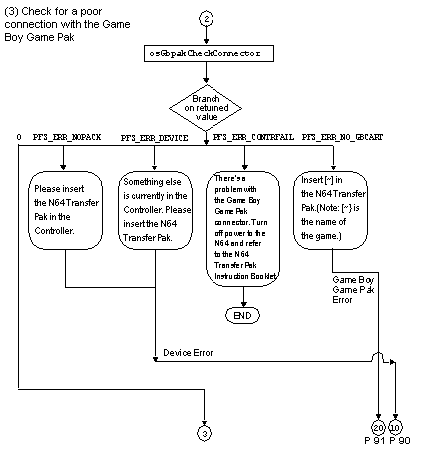 (3) Check for a poor
connection with the Game
Boy Game Pak
2
osGbpakCheckConnector
Branch
on returned
value
0 PFS_ERR_NOPACK PFS_ERR_DEVICE PFS_ERR_CONTRFAIL PFS_ERR_NO_GBCART
Please insert
the N64 Transfer
Pak in the
Controller.
Something else
is currently in the
Controller. Please
insert the N64
Transfer Pak.
There's a
problem with
the Game Boy
Game Pak
connector. Turn
off power to the
N64 and refer
to the N64
Transfer Pak
Instruction Booklet
Insert [~] in
the N64 Transfer
Pak.(Note: [~] is
the name of
the game.)
END
Game Boy
Game Pak
Error
Device Error
3
20
P 91
10
P 90